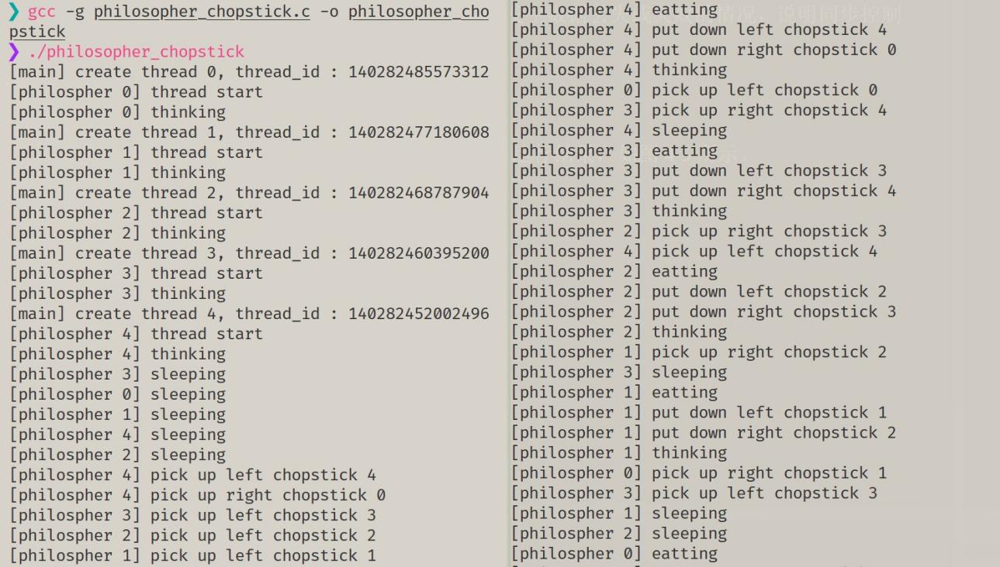 ❯ gcc -g philosopher_chopstick.c -o philosopher_cho
pstick
❯ ./philosopher_chopstick
[main] create thread 0, thread_id : 140282485573312
[philospher 0] thread start
[philospher 0] thinking
[main] create thread 1, thread_id : 140282477180608
[philospher 1] thread start
[philospher 1] thinking
[main] create thread 2, thread_id : 140282468787904
[philospher 2] thread start
[philospher 2] thinking
[main] create thread 3, thread_id : 140282460395200
[philospher 3] thread start
[philospher 3] thinking
[main] create thread 4, thread_id : 140282452002496
[philospher 4] thread start
[philospher 4] thinking
[philospher 3] sleeping
[philospher 0] sleeping
[philospher 1] sleeping
[philospher 4] sleeping
[philospher 2] sleeping
[philospher 4] pick up left chopstick 4
[philospher 4] pick up right chopstick 0
[philospher 3] pick up left chopstick 3
[philospher 2] pick up left chopstick 2
[philospher 1] pick up left chopstick 1
[philospher 4] eatting
[philospher 4] put down left chopstick 4
[philospher 4] put down right chopstick 0
[philospher 4] thinking
[philospher 0] pick up left chopstick 0
[philospher 3] pick up right chopstick 4
[philospher 4] sleeping
[philospher 3] eatting
[philospher 3] put down left chopstick 3
[philospher 3] put down right chopstick 4
[philospher 3] thinking
[philospher 2] pick up right chopstick 3
[philospher 4] pick up left chopstick 4
[philospher 2] eatting
[philospher 2] put down left chopstick 2
[philospher 2] put down right chopstick 3
[philospher 2] thinking
[philospher 1] pick up right chopstick 2
[philospher 3] sleeping
[philospher 1] eatting
[philospher 1] put down left chopstick 1
[philospher 1] put down right chopstick 2
[philospher 1] thinking
[philospher 0] pick up right chopstick 1
[philospher 3] pick up left chopstick 3
[philospher 1] sleeping
[philospher 2] sleeping
[philospher 0] eatting
情况，说明同步控制
示。